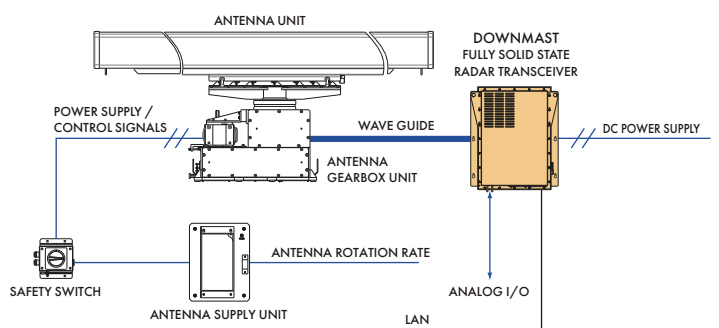 ANTENNA UNIT
DOWNMAST
FULLY SOLID STATE
RADAR TRANSCEIVER
POWER SUPPLY /
CONTROL SIGNALS
WAVE GUIDE
DC POWER SUPPLY
ANTENNA
GEARBOX UNIT
ANTENNA ROTATION RATE
SAFETY SWITCH
ANTENNA SUPPLY UNIT
ANALOG I/O
LAN